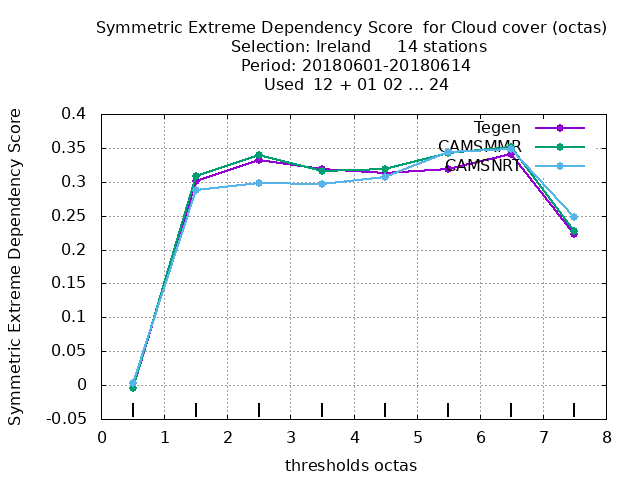 Symmetric Extreme Dependency Score  for Cloud cover (octas)
Selection: Ireland     14 stations
Period: 20180601-20180614
Used  12 + 01 02 ... 24
Symmetric Extreme Dependency Score
0.4
0.35
0.3
0.25
0.2
0.15
0.1
0.05
0
-0.05
Tegen
CAMSMMR
CAMSNRT
0 1 2 3 4 5 6 7 8
thresholds octas